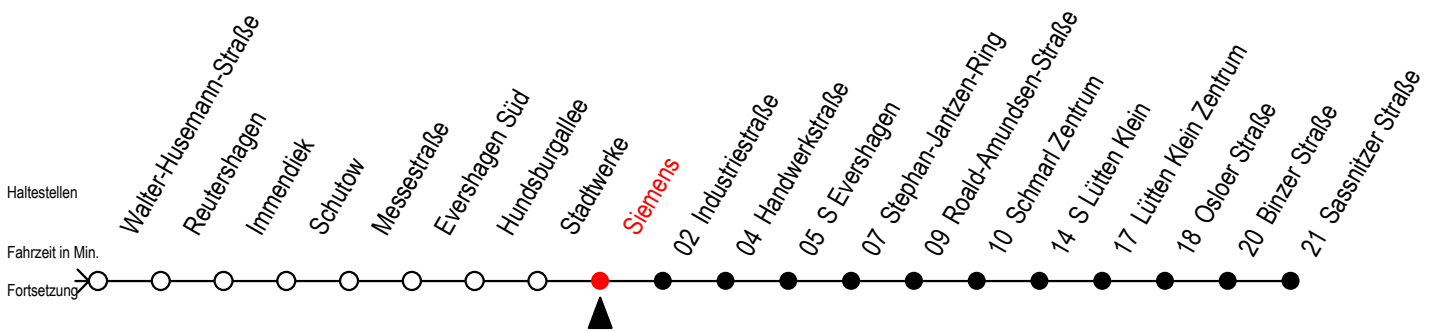 Haltestellen
Fahrzeit in Min.
Fortsetzung
Walter-Husemann-Straße
Reutershagen
Immendiek
Schutow
Messestraße
Evershagen Süd
Hundsburgallee
Stadtwerke
Siemens
02 Industriestraße
04 Handwerkstraße
05 S Evershagen
07 Stephan-Jantzen-Ring
09 Roald-Amundsen-Straße
10 Schmarl Zentrum
14 S Lütten Klein
17 Lütten Klein Zentrum
18 Osloer Straße
20 Binzer Straße
21 Sassnitzer Straße